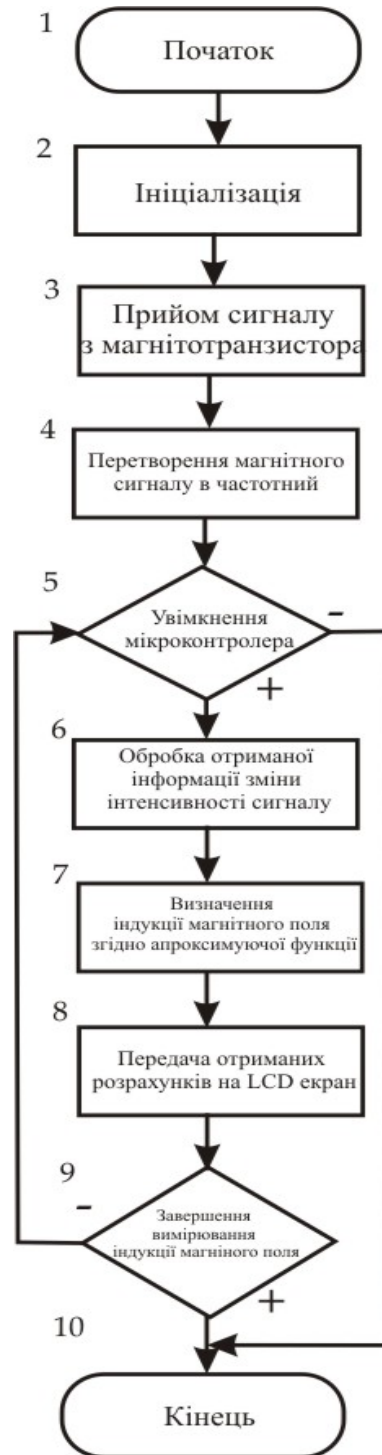 1
Початок
2
Ініціалізація
3
Прийом сигналу
з магнітотранзистора
4
Перетворення магнітного
сигналу в частотний
5
Увімкнення
мікроконтролера
-
+
6
Обробка отриманої
інформації зміни
інтенсивності сигналу
7
Визначення
індукції магнітного поля
згідно апроксимуючої функції
8
Передача отриманих
розрахунків на LCD екран
9
-
Завершення
вимірювання
індукції магніного поля
+
10
Кінець